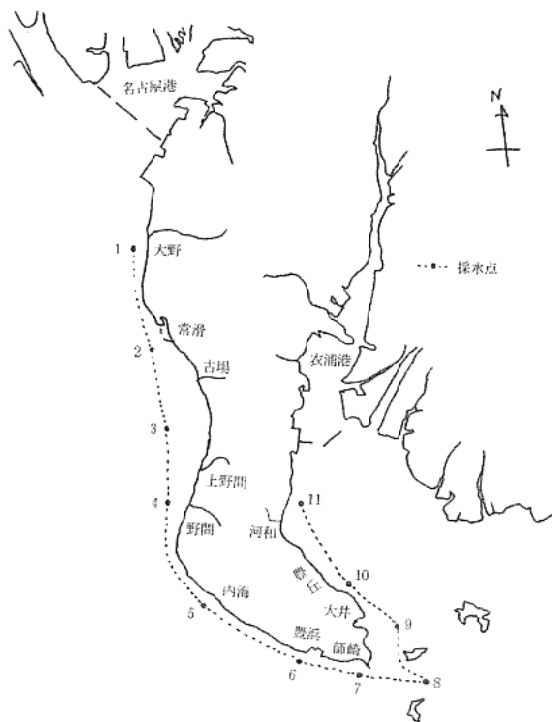 名古屋港
N
1
大野
採水点
常滑
2
古場
衣浦港
3
上野間
4
11
野間
河和
豊丘
10
内海
大井
5
9
豊浜
師崎
6
7
8